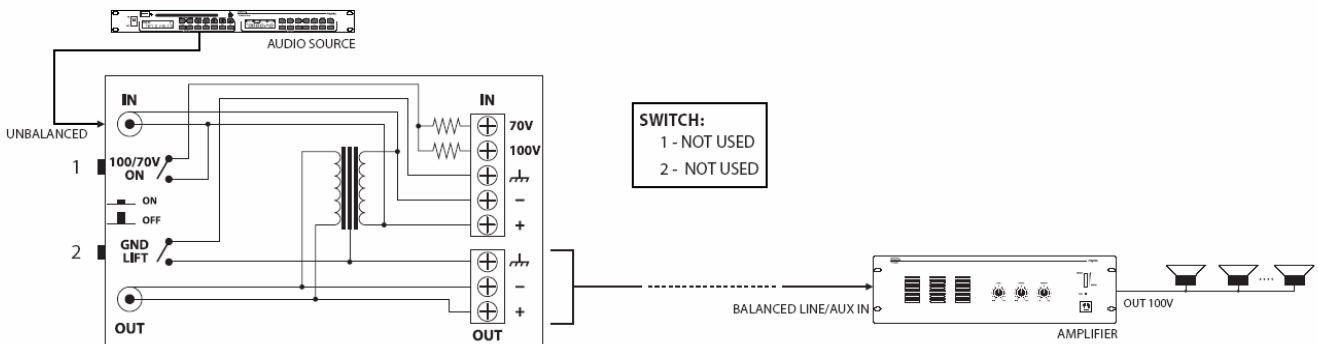 AUDIO SOURCE
UNBALANCED
IN
1
100/70V
ON
ON
OFF
2
GND
LIFT
OUT
IN
70V
100V
−
+
−
+
OUT
SWITCH:
1 - NOT USED
2 - NOT USED
BALANCED LINE/AUX IN
AMPLIFIER
OUT 100V